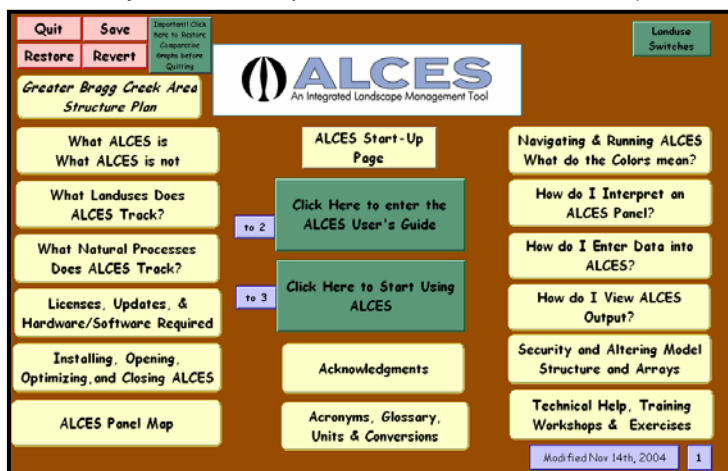 Quit
Save
Important! Click
here to Restore
Comparative
Graphs before
Quitting
Landuse
Switches
Restore
Revert
ALCES
An Integrated Landscape Management Tool
Greater Bragg Creek Area
Structure Plan
What ALCES is
What ALCES is not
ALCES Start-Up
Page
Navigating & Running ALCES
What do the Colors mean?
What Landuses Does
ALCES Track?
to 2
Click Here to enter the
ALCES User's Guide
How do I Interpret an
ALCES Panel?
What Natural Processes
Does ALCES Track?
How do I Enter Data into
ALCES?
Licenses, Updates, &
Hardware/Software Required
to 3
Click Here to Start Using
ALCES
How do I View ALCES
Output?
Installing, Opening,
Optimizing,and Closing ALCES
Acknowledgments
Security and Altering Model
Structure and Arrays
ALCES Panel Map
Acronyms, Glossary,
Units & Conversions
Technical Help, Training
Workshops & Exercises
Modified Nov 14th, 2004
1